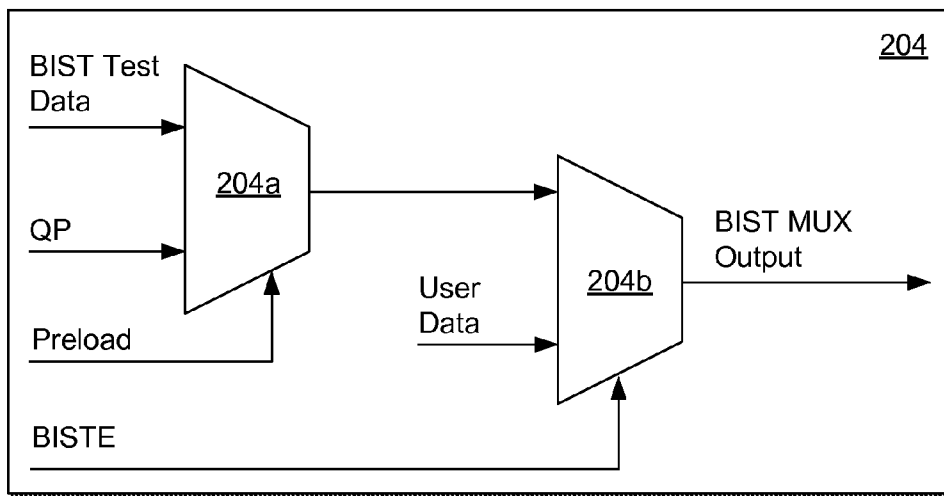 204
BIST Test
Data
204a
QP
BIST MUX
Output
User
Data
204b
Preload
BISTE